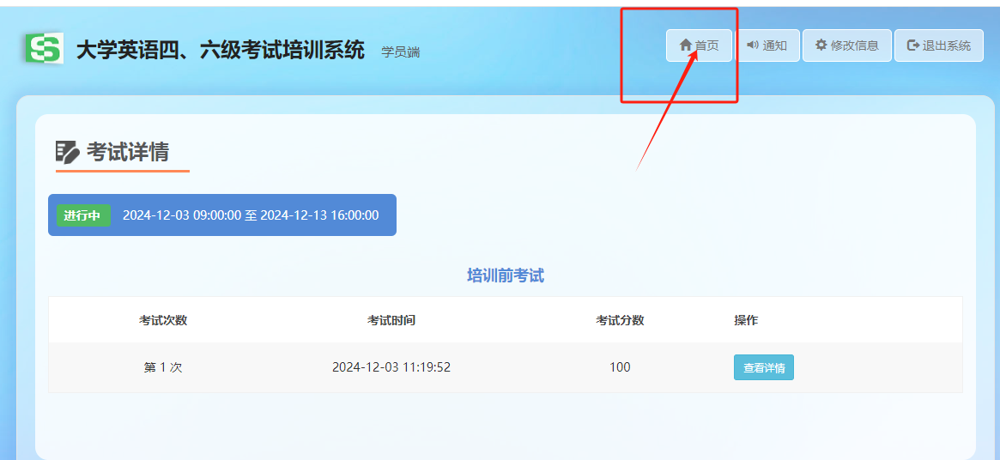 大学英语四、六级考试培训系统 学员端
首页 通知 修改信息 退出系统
考试详情
进行中 2024-12-03 09:00:00 至 2024-12-13 16:00:00
培训前考试
考试次数 考试时间 考试分数 操作
第 1 次 2024-12-03 11:19:52 100 查看详情